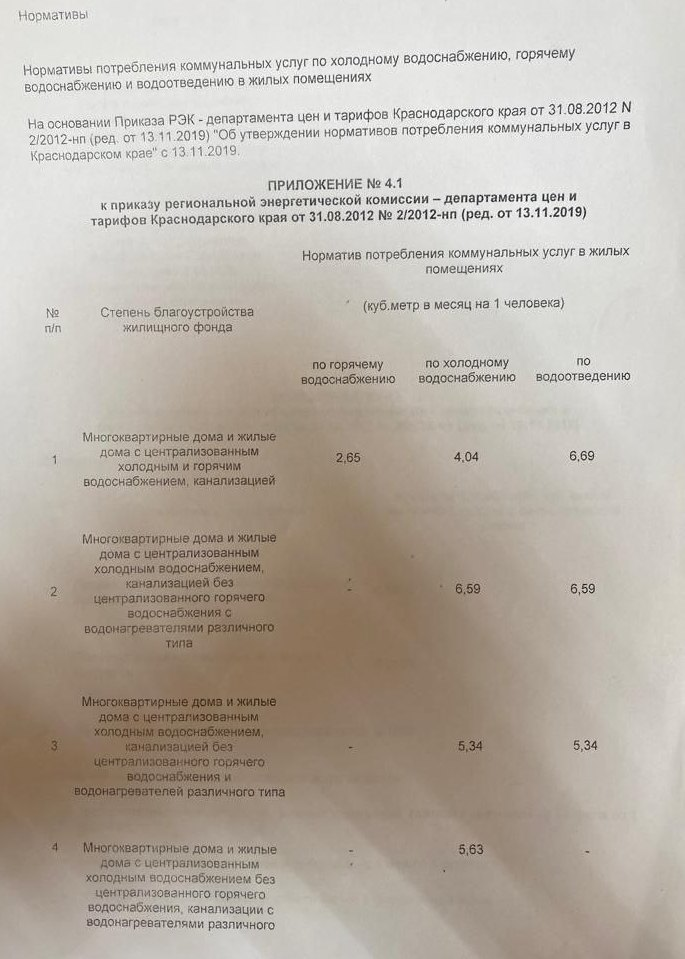 Нормативы
Нормативы потребления коммунальных услуг по холодному водоснабжению, горячему
водоснабжению и водоотведению в жилых помещениях
На основании Приказа РЭК - департамента цен и тарифов Краснодарского края от 31.08.2012 N
2/2012-нп (ред. от 13.11.2019) "Об утверждении нормативов потребления коммунальных услуг в
Краснодарском крае" с 13.11.2019.
ПРИЛОЖЕНИЕ № 4.1
к приказу региональной энергетической комиссии – департамента цен и
тарифов Краснодарского края от 31.08.2012 № 2/2012-нп (ред. от 13.11.2019)
№
п/п
Степень благоустройства
жилищного фонда
Норматив потребления коммунальных услуг в жилых
помещениях
(куб.метр в месяц на 1 человека)
по горячему
водоснабжению
по холодному
водоснабжению
по
водоотведению
1
Многоквартирные дома и жилые
дома с централизованным
холодным и горячим
водоснабжением, канализацией
2,65
4,04
6,69
2
Многоквартирные дома и жилые
дома с централизованным
холодным водоснабжением,
канализацией без
централизованного горячего
водоснабжения с
водонагревателями различного
типа
-
6,59
6,59
3
Многоквартирные дома и жилые
дома с централизованным
холодным водоснабжением,
канализацией без
централизованного горячего
водоснабжения и
водонагревателей различного типа
-
5,34
5,34
4
Многоквартирные дома и жилые
дома с централизованным
холодным водоснабжением без
централизованного горячего
водоснабжения, канализации с
водонагревателями различного
-
5,63
-